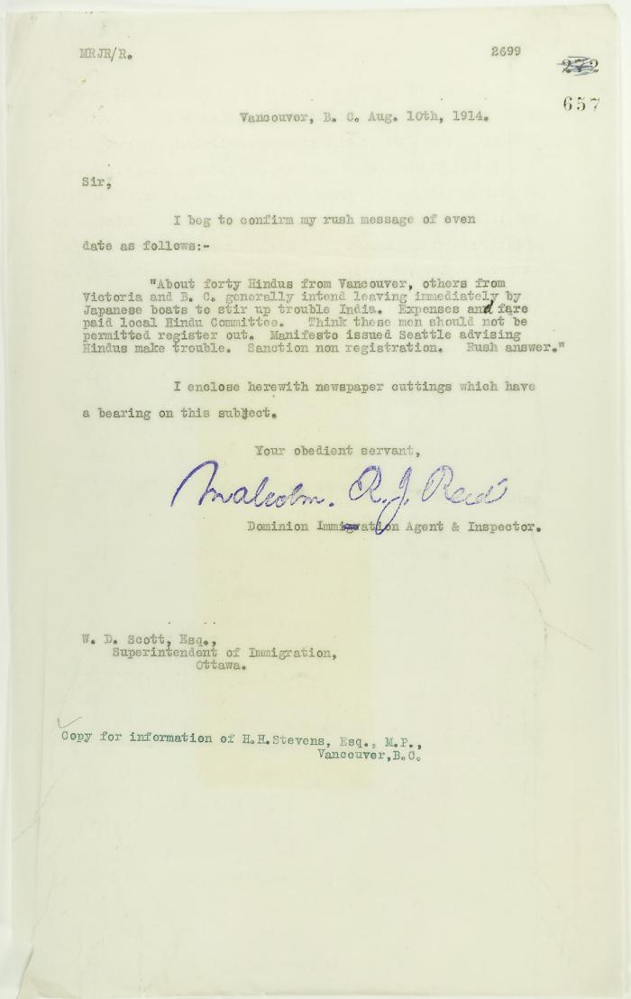 MRJR/R.
2699
272
657
Vancouver, B. C. Aug. 10th, 1914.
Sir,
I beg to confirm my rush message of even
date as follows:-
"About forty Hindus from Vancouver, others from
Victoria and B. C. generally intend leaving immediately by
Japanese boats to stir up trouble India. Expenses and fare
paid local Hindu Committee. Think these men should not be
permitted register out. Manifesto issued Seattle advising
Hindus make trouble. Sanction non registration. Rush answer."
I enclose herewith newspaper cuttings which have
a bearing on this subject.
Your obedient servant,
Malcolm. R. J. Reid
Dominion Immigration Agent & Inspector.
W. D. Scott, Esq.,
Superintendent of Immigration,
Ottawa.
Copy for information of H.H.Stevens, Esq., M.P.,
Vancouver,B.C.